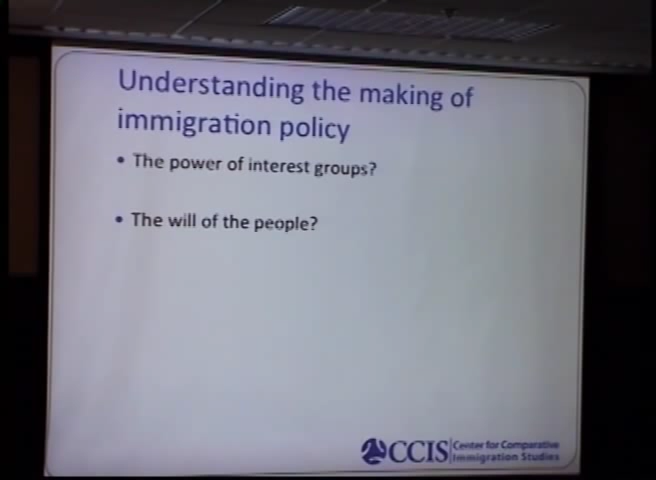 Understanding the making of
immigration policy
• The power of interest groups?
• The will of the people?
CCIS Center for Comparative
Immigration Studies